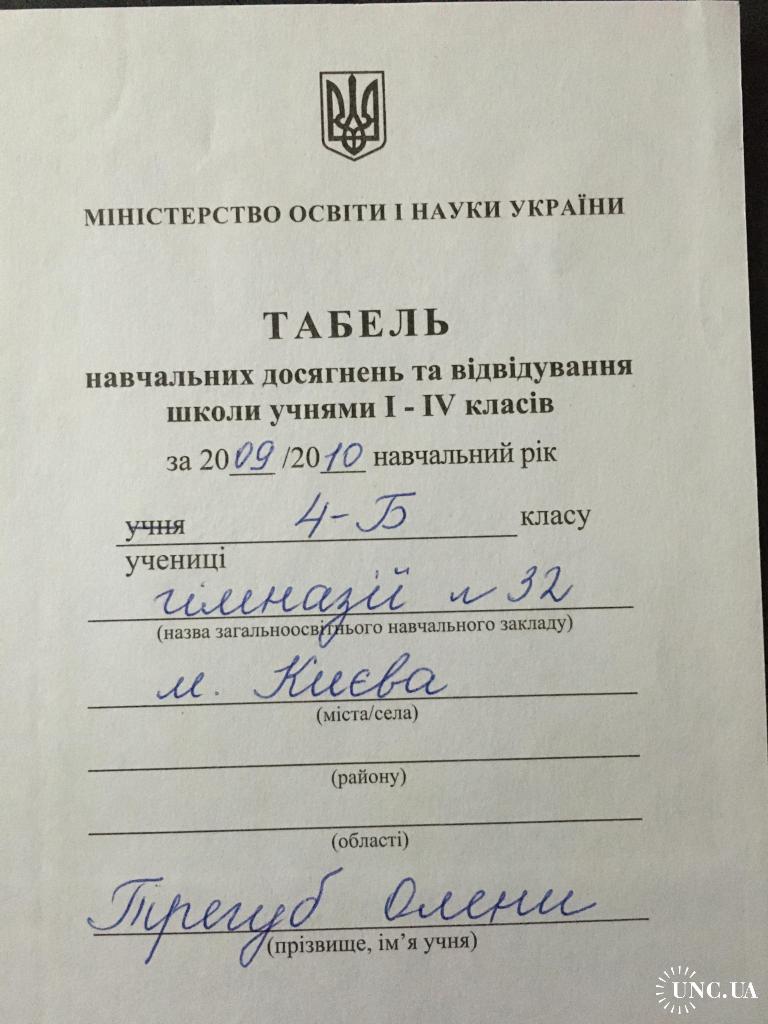 МІНІСТЕРСТВО ОСВІТИ І НАУКИ УКРАЇНИ
ТАБЕЛЬ
навчальних досягнень та відвідування
школи учнями І - ІV класів
за 2009/2010 навчальний рік
учня 4-Б класу
учениці
гімназії № 32
(назва загальноосвітнього навчального закладу)
м. Києва
(міста/села)
(району)
(області)
Трегуб Олени
(прізвище, ім’я учня)
UNC.UA